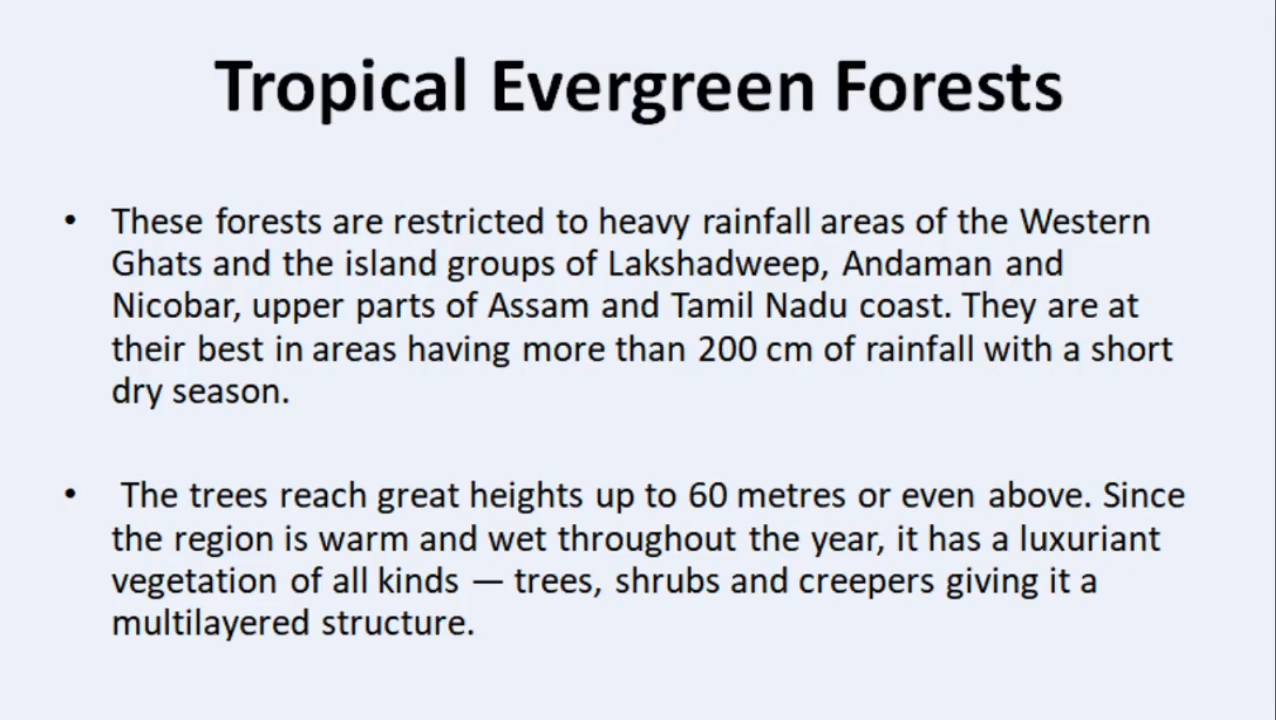 Tropical Evergreen Forests
• These forests are restricted to heavy rainfall areas of the Western
Ghats and the island groups of Lakshadweep, Andaman and
Nicobar, upper parts of Assam and Tamil Nadu coast. They are at
their best in areas having more than 200 cm of rainfall with a short
dry season.
• The trees reach great heights up to 60 metres or even above. Since
the region is warm and wet throughout the year, it has a luxuriant
vegetation of all kinds — trees, shrubs and creepers giving it a
multilayered structure.